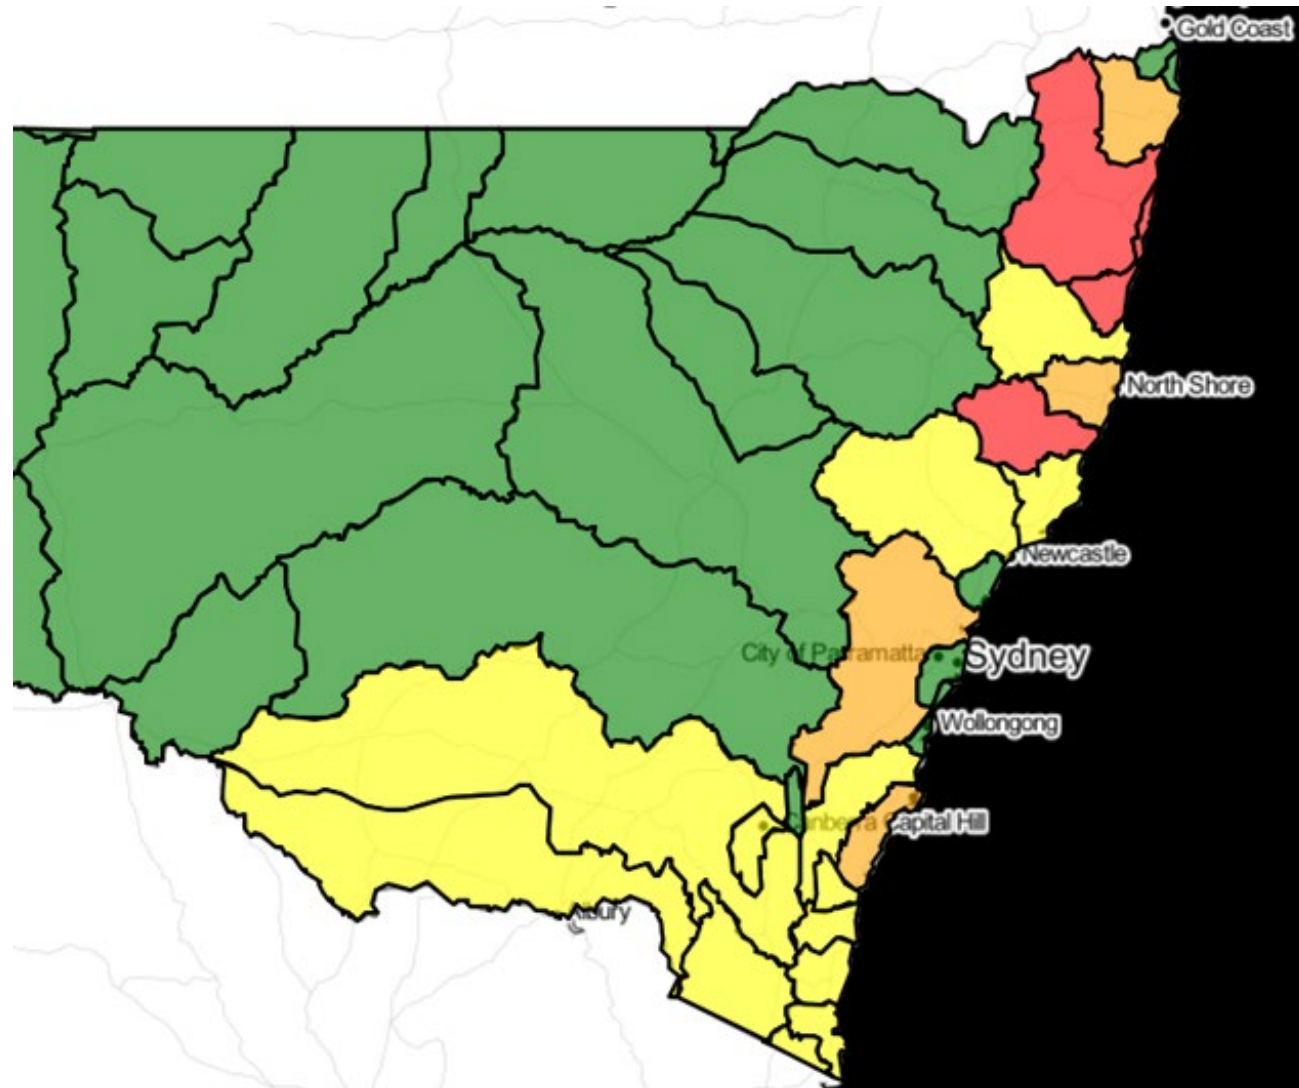 Gold Coast
North Shore
Newcastle
City of Parramatta
Sydney
Wollongong
Canberra Capital Hill
Albury